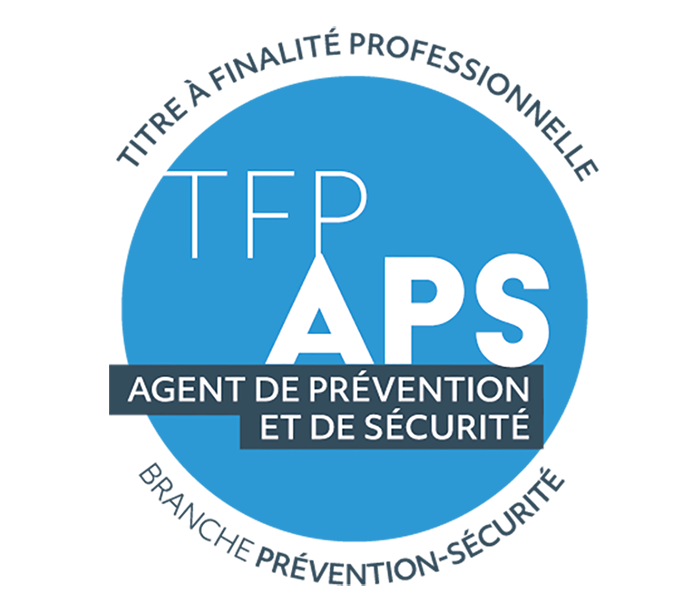 TITRE À FINALITÉ PROFESSIONNELLE
TFP
APS
AGENT DE PRÉVENTION
ET DE SÉCURITÉ
BRANCHE PRÉVENTION-SÉCURITÉ